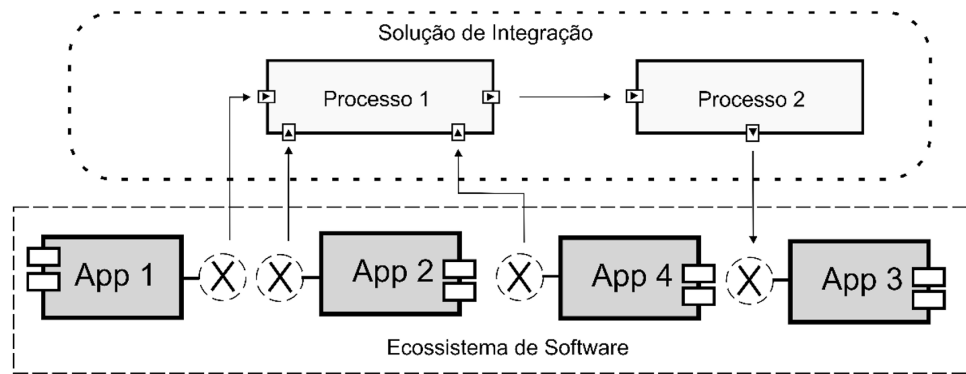 Solução de Integração
Processo 1
Processo 2
App 1
X
X
App 2
X
App 4
X
App 3
Ecossistema de Software